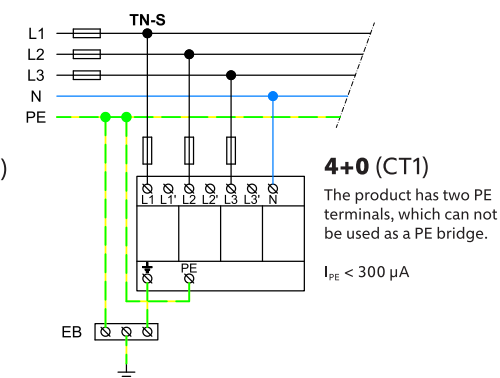 TN-S
L1
L2
L3
N
PE
)
L1 L1' L2 L2' L3 L3' N
PE
EB
4+0 (CT1)
The product has two PE
terminals, which can not
be used as a PE bridge.
IPE < 300 µA